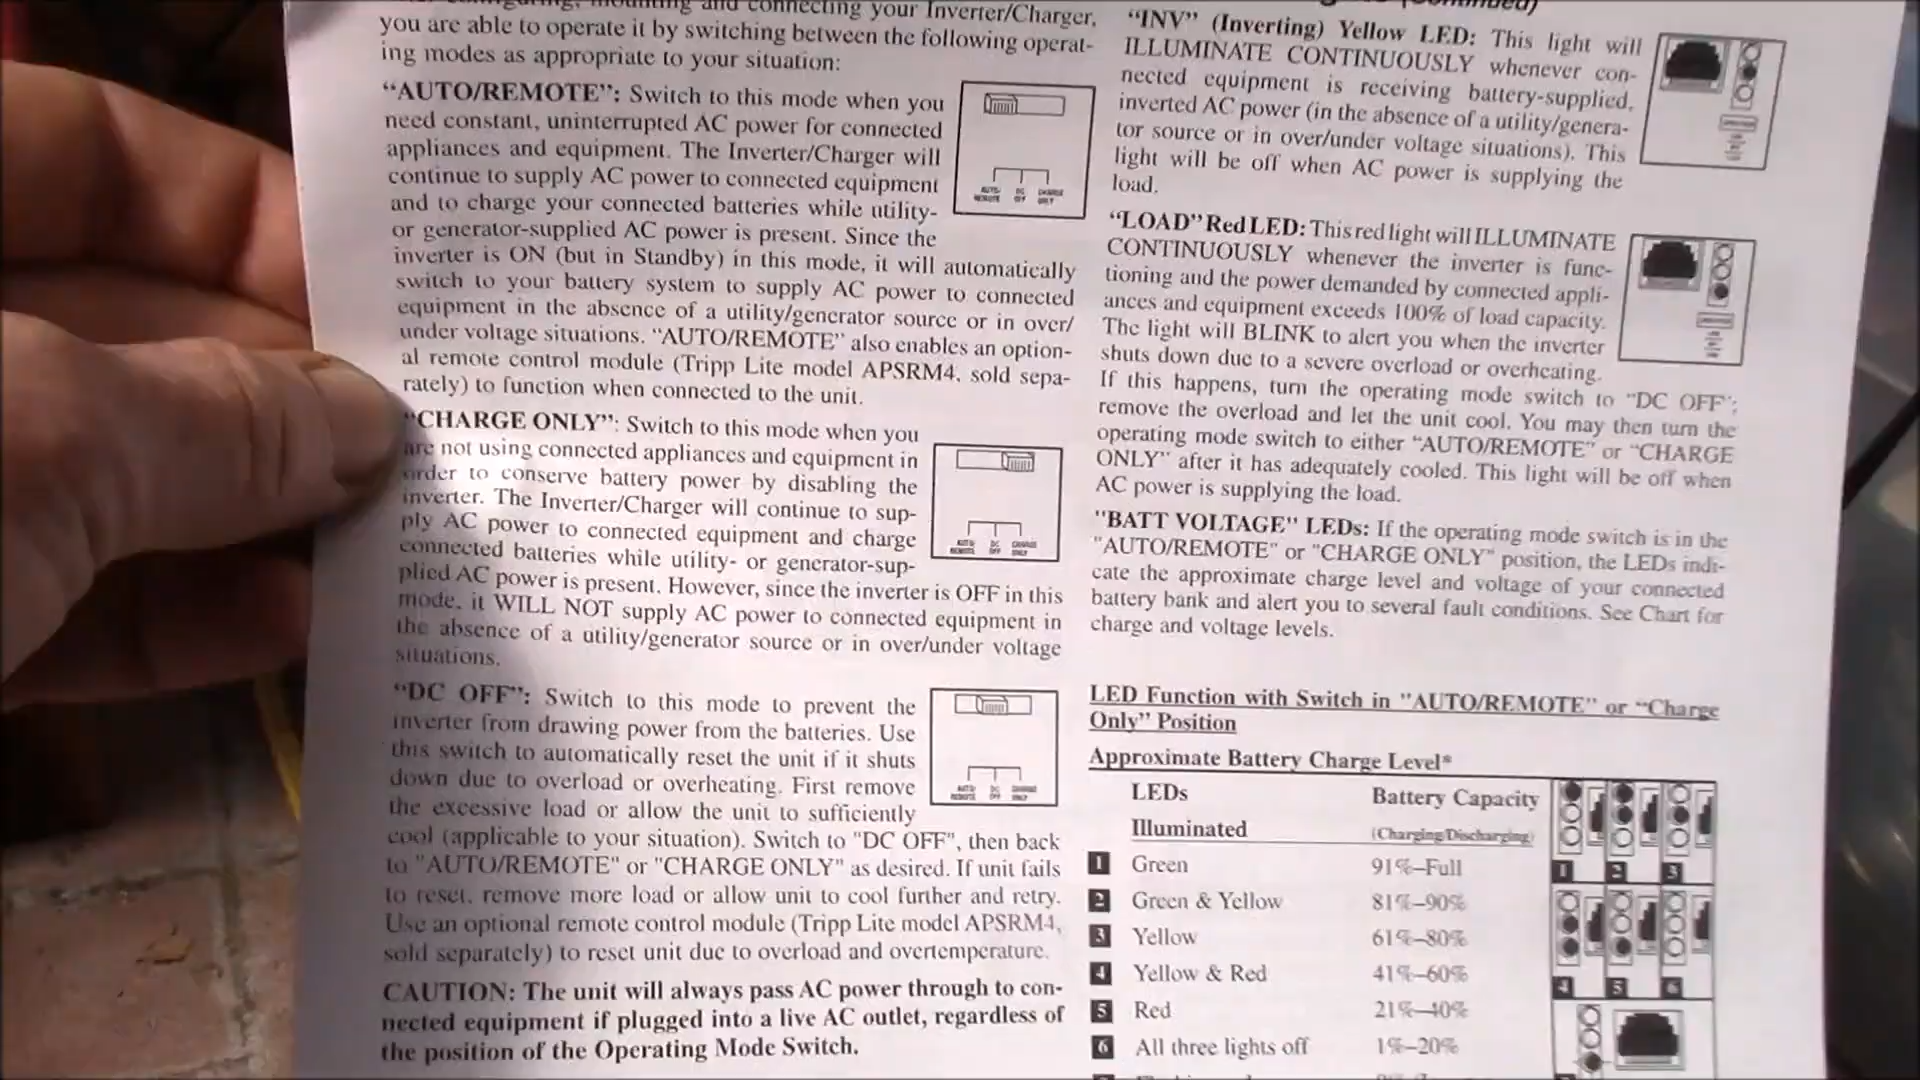 and connecting your Inverter/Charger,
you are able to operate it by switching between the following operat-
ing modes as appropriate to your situation:
"AUTO/REMOTE": Switch to this mode when you
need constant, uninterrupted AC power for connected
appliances and equipment. The Inverter/Charger will
continue to supply AC power to connected equipment
and to charge your connected batteries while utility-
or generator-supplied AC power is present. Since the
inverter is ON (but in Standby) in this mode, it will automatically
switch to your battery system to supply AC power to connected
equipment in the absence of a utility/generator source or in over/
under voltage situations. "AUTO/REMOTE" also enables an option-
al remote control module (Tripp Lite model APSRM4, sold sepa-
rately) to function when connected to the unit.
AUTO/ DC CHARGE
REMOTE OFF ONLY
"CHARGE ONLY": Switch to this mode when you
are not using connected appliances and equipment in
order to conserve battery power by disabling the
inverter. The Inverter/Charger will continue to sup-
ply AC power to connected equipment and charge
connected batteries while utility- or generator-sup-
plied AC power is present. However, since the inverter is OFF in this
mode, it WILL NOT supply AC power to connected equipment in
the absence of a utility/generator source or in over/under voltage
situations.
AUTO/ DC CHARGE
REMOTE OFF ONLY
"DC OFF": Switch to this mode to prevent the
inverter from drawing power from the batteries. Use
this switch to automatically reset the unit if it shuts
down due to overload or overheating. First remove
the excessive load or allow the unit to sufficiently
cool (applicable to your situation). Switch to "DC OFF", then back
to "AUTO/REMOTE" or "CHARGE ONLY" as desired. If unit fails
to reset, remove more load or allow unit to cool further and retry.
Use an optional remote control module (Tripp Lite model APSRM4,
sold separately) to reset unit due to overload and overtemperature.
AUTO/ DC CHARGE
REMOTE OFF ONLY
CAUTION: The unit will always pass AC power through to con-
nected equipment if plugged into a live AC outlet, regardless of
the position of the Operating Mode Switch.
(Continued)
"INV" (Inverting) Yellow LED: This light will
ILLUMINATE CONTINUOUSLY whenever con-
nected equipment is receiving battery-supplied,
inverted AC power (in the absence of a utility/genera-
tor source or in over/under voltage situations). This
light will be off when AC power is supplying the
load.
"LOAD" Red LED: This red light will ILLUMINATE
CONTINUOUSLY whenever the inverter is func-
tioning and the power demanded by connected appli-
ances and equipment exceeds 100% of load capacity.
The light will BLINK to alert you when the inverter
shuts down due to a severe overload or overheating.
If this happens, turn the operating mode switch to "DC OFF";
remove the overload and let the unit cool. You may then turn the
operating mode switch to either "AUTO/REMOTE" or "CHARGE
ONLY" after it has adequately cooled. This light will be off when
AC power is supplying the load.
"BATT VOLTAGE" LEDs: If the operating mode switch is in the
"AUTO/REMOTE" or "CHARGE ONLY" position, the LEDs indi-
cate the approximate charge level and voltage of your connected
battery bank and alert you to several fault conditions. See Chart for
charge and voltage levels.
LED Function with Switch in "AUTO/REMOTE" or "Charge
Only" Position
Approximate Battery Charge Level*
LEDs Battery Capacity
Illuminated (Charging/Discharging)
1 Green 91%–Full
2 Green & Yellow 81%–90%
3 Yellow 61%–80%
4 Yellow & Red 41%–60%
5 Red 21%–40%
6 All three lights off 1%–20%
1 2 3
4 5 6